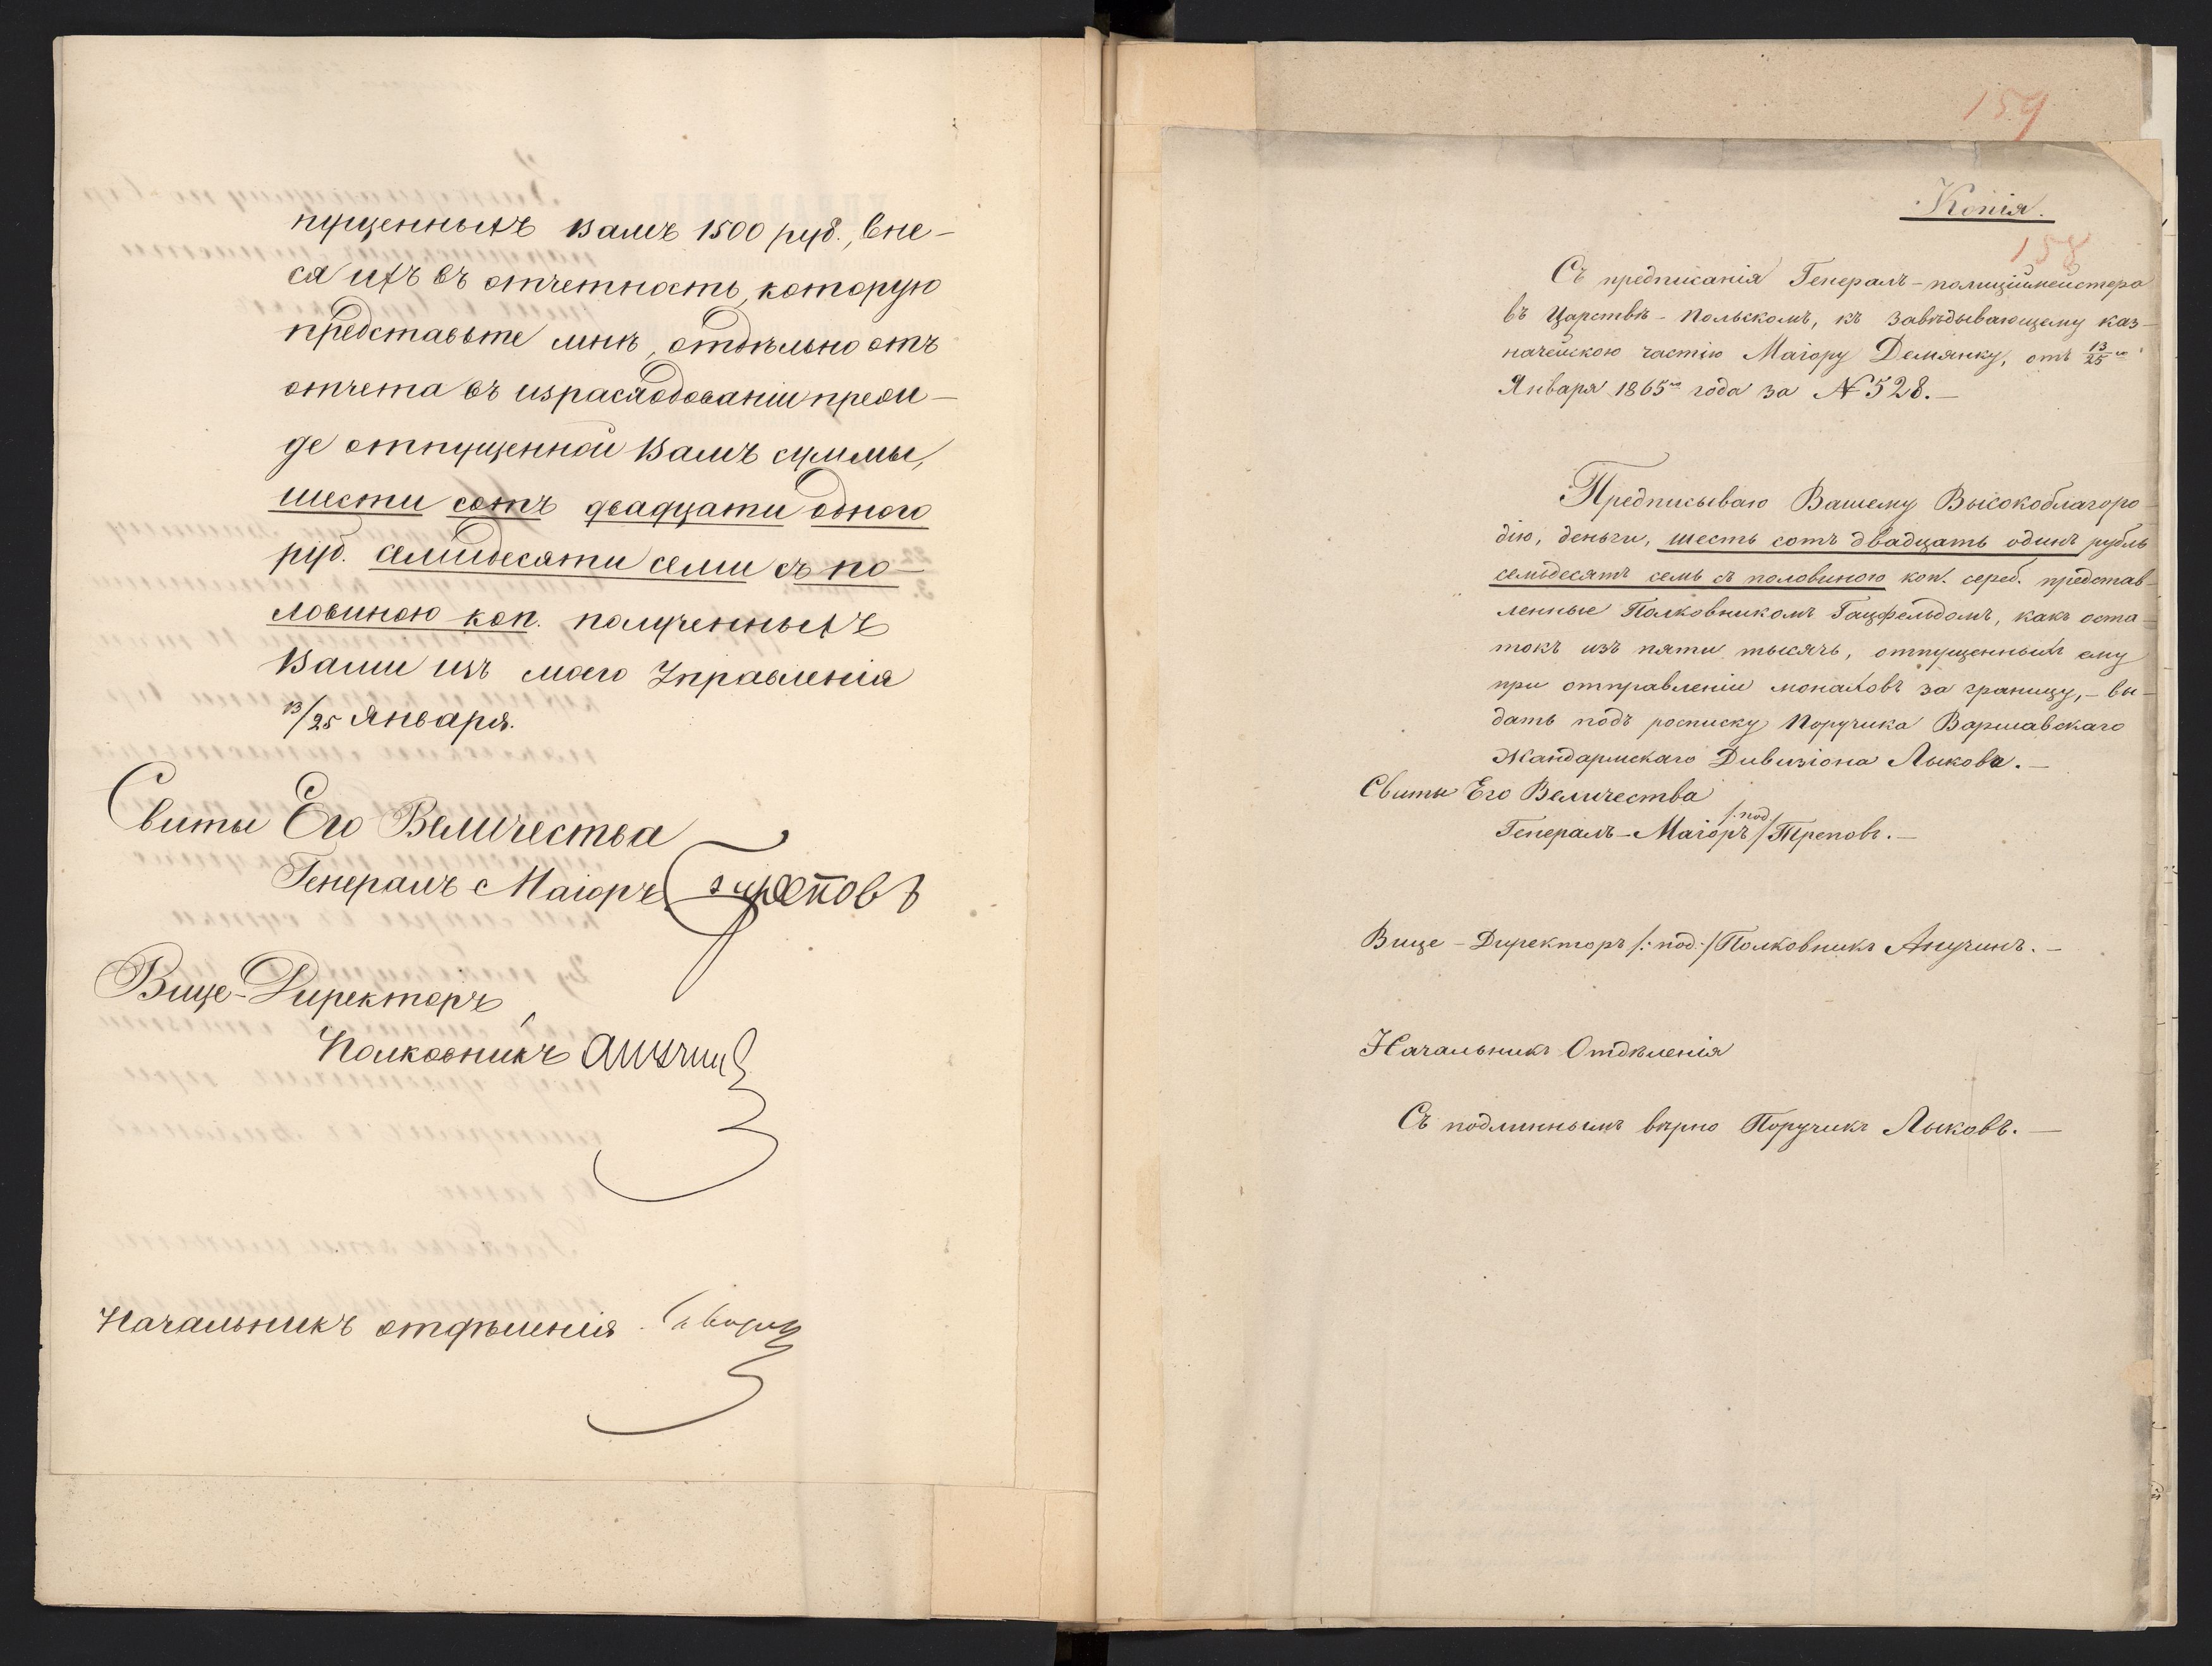 пущенныхъ Вамъ 1500 руб., вне-
ся ихъ въ отчетность, которую
представьте мнѣ, отдѣльно отъ
отчета въ израсходованіи преж-
де отпущенной Вамъ суммы,
шести сотъ двадцати одного
руб. семидесяти семи съ по-
ловиною коп. полученныхъ
Вами изъ моего Управленія
13/25 Января.
Свиты Его Величества
Генералъ Маіоръ Треповъ
Вице-Директоръ,
Полковникъ Анучинъ
Начальникъ отдѣленія
159
Копія.
158
Съ предписанія Генералъ-полиціймейстера
въ Царствѣ-Польскомъ, къ завѣдывающему каз-
начейскою частію Маіору Демянку, отъ 13/25 го
Января 1865 го года за № 528.—
Предписываю Вашему Высокоблагоро-
дію, деньги, шесть сотъ двадцать одинъ рубль
семьдесятъ семь съ половиною коп. сереб. представ-
ленные Полковникомъ Гацфельдомъ, какъ оста-
токъ изъ пяти тысячъ, отпущенныхъ ему
при отправленіи монаховъ за границу,- вы-
дать подъ росписку Поручика Варшавскаго
Жандармскаго Дивизіона Лыкова.—
Свиты Его Величества
Генералъ-Маіоръ /:под/ Треповъ.—
Вице-Директоръ /:под:/ Полковникъ Анучинъ.—
Начальникъ Отдѣленія
Съ подлиннымъ вѣрно Поручикъ Лыковъ.—